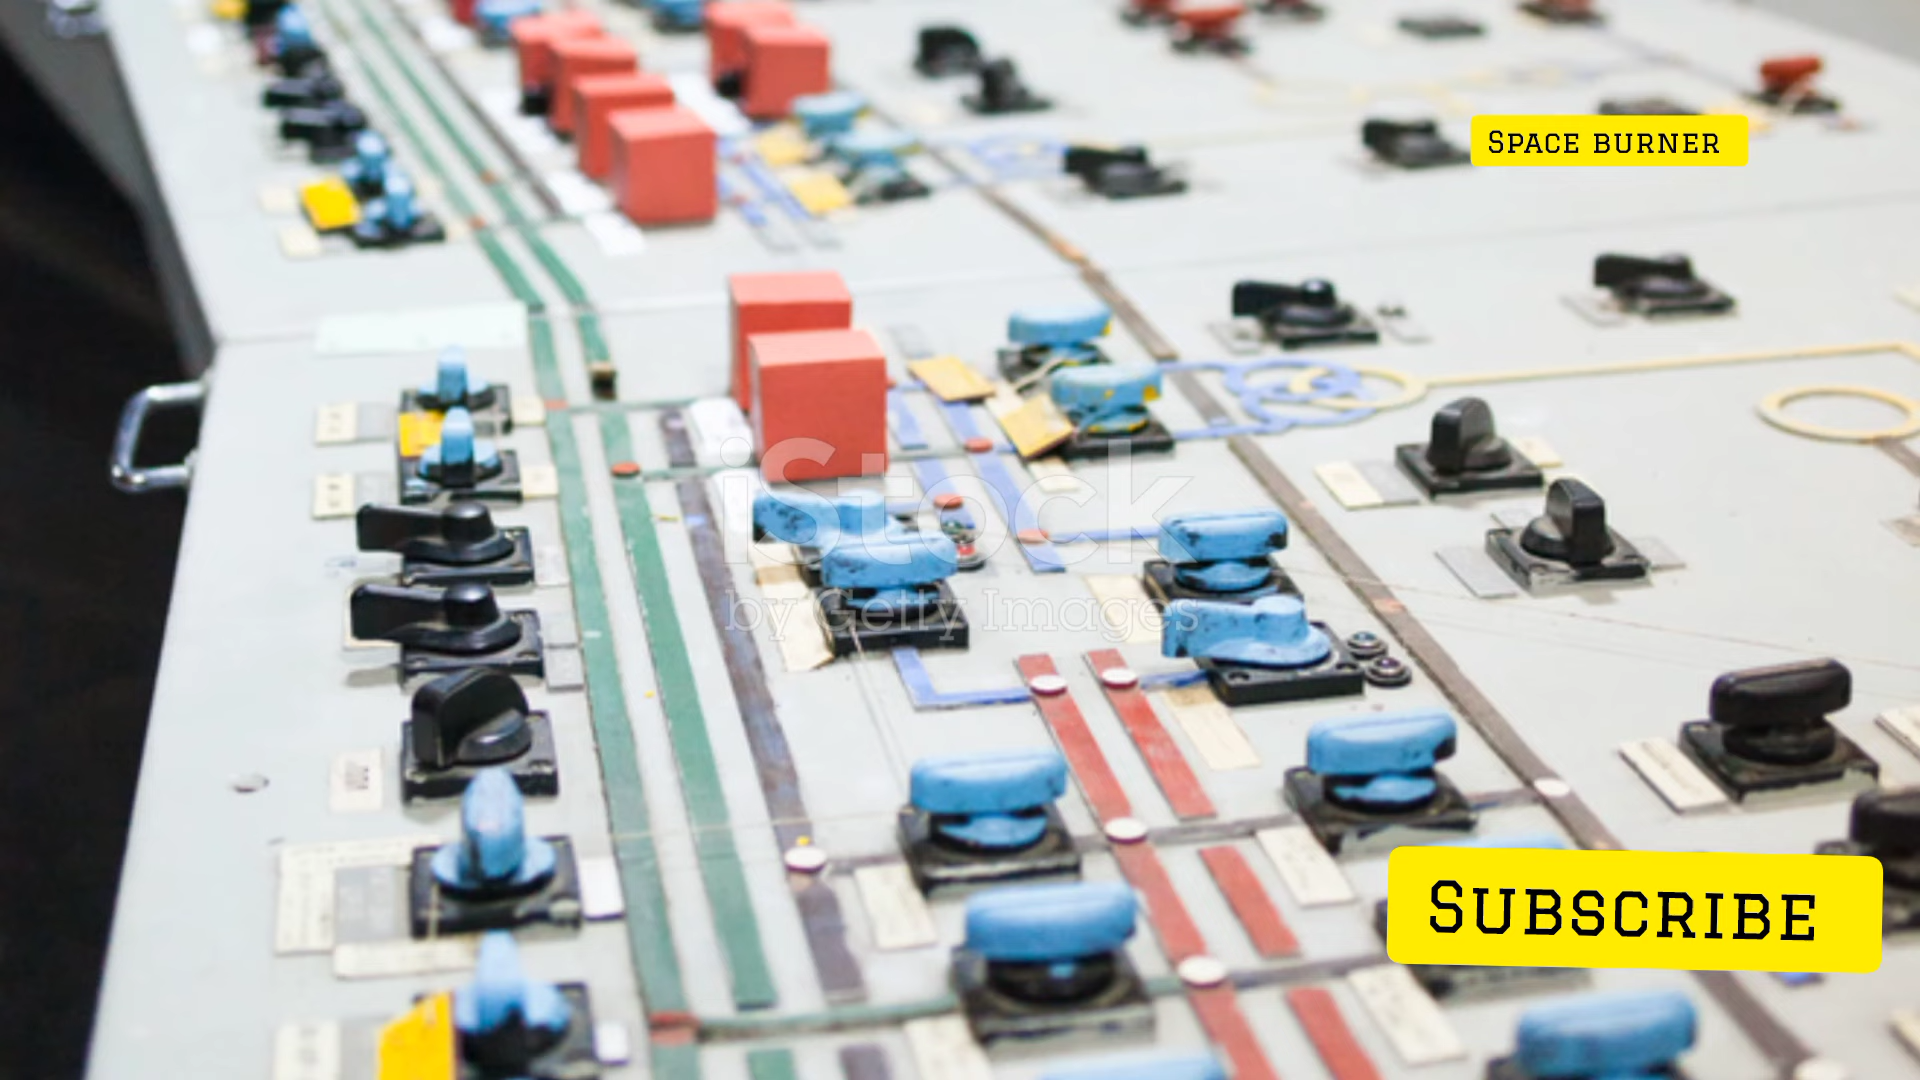 Space burner
iStock
by Getty Images
Subscribe